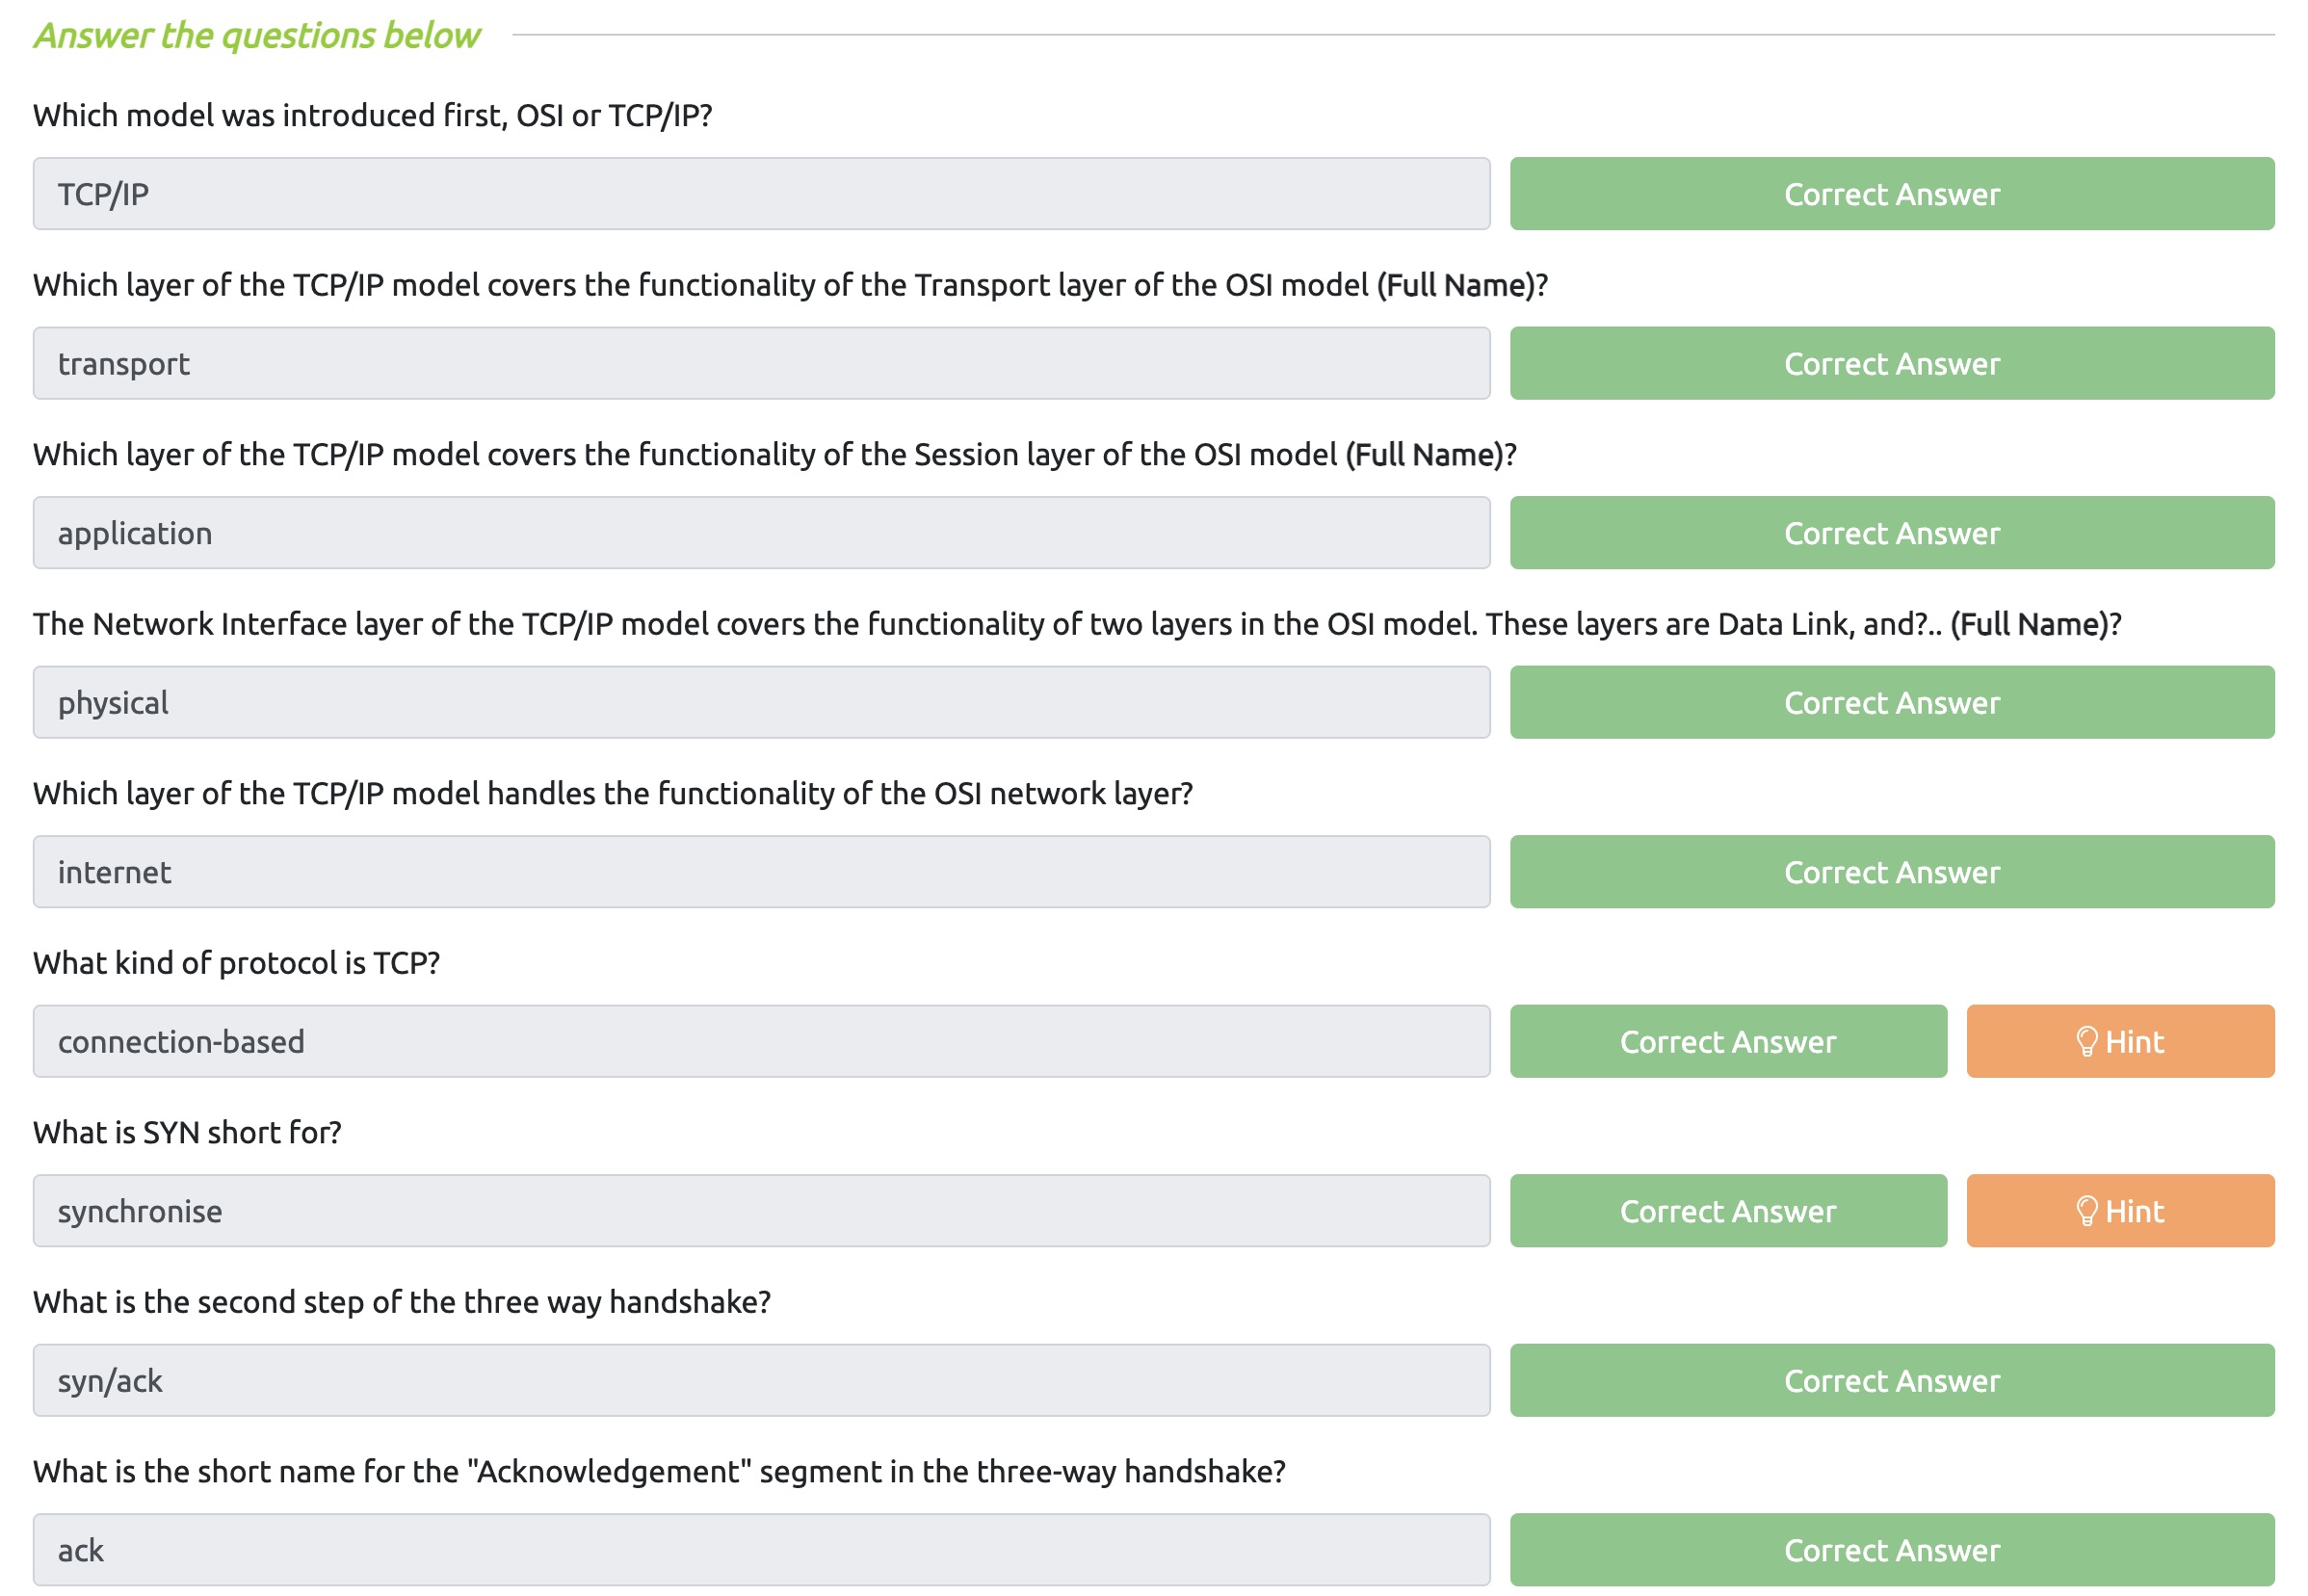 Answer the questions below
Which model was introduced first, OSI or TCP/IP?
TCP/IP
Correct Answer
Which layer of the TCP/IP model covers the functionality of the Transport layer of the OSI model (Full Name)?
transport
Correct Answer
Which layer of the TCP/IP model covers the functionality of the Session layer of the OSI model (Full Name)?
application
Correct Answer
The Network Interface layer of the TCP/IP model covers the functionality of two layers in the OSI model. These layers are Data Link, and?.. (Full Name)?
physical
Correct Answer
Which layer of the TCP/IP model handles the functionality of the OSI network layer?
internet
Correct Answer
What kind of protocol is TCP?
connection-based
Correct Answer
Hint
What is SYN short for?
synchronise
Correct Answer
Hint
What is the second step of the three way handshake?
syn/ack
Correct Answer
What is the short name for the "Acknowledgement" segment in the three-way handshake?
ack
Correct Answer